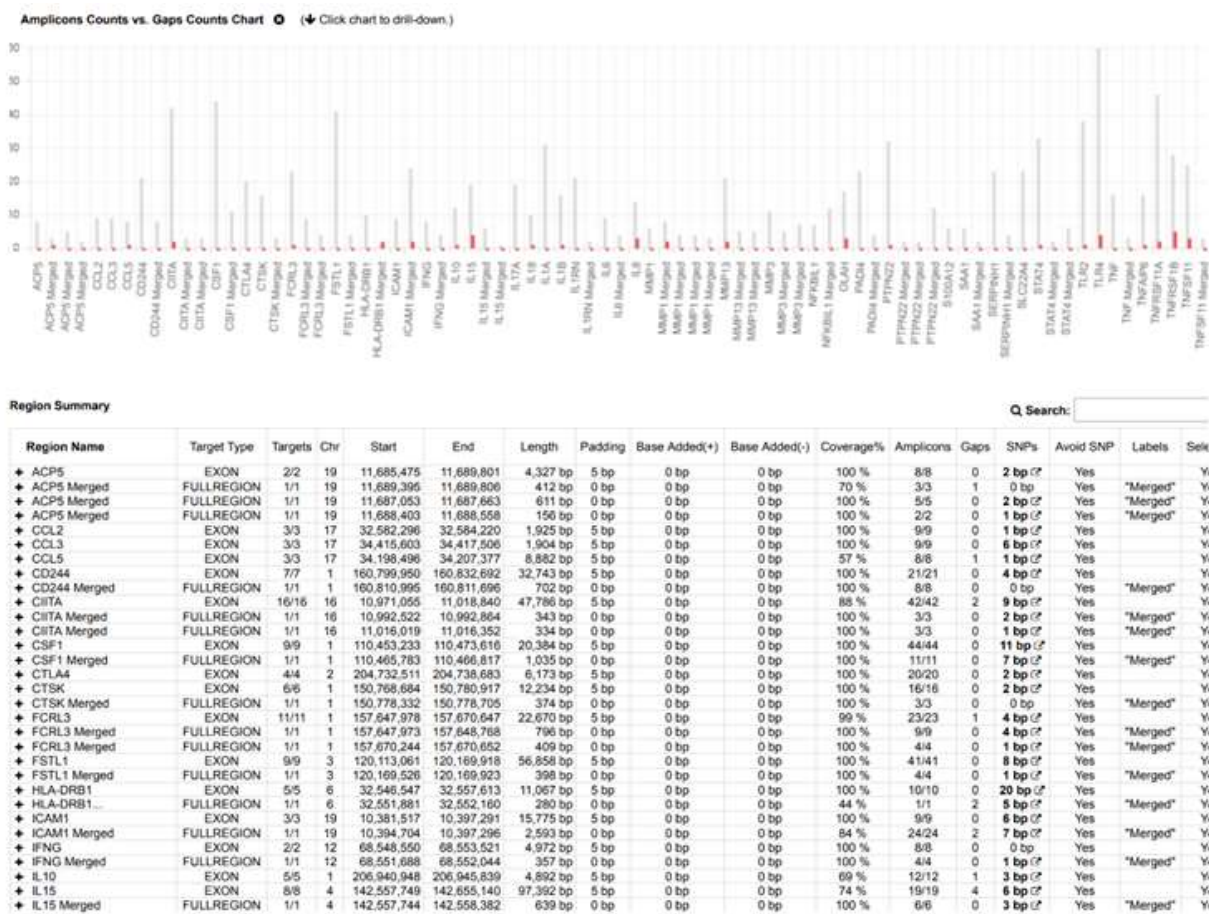 Amplicons Counts vs. Gaps Counts Chart (Click chart to drill-down.)
50
30
20
10
0
ACP5
ACP5 Merged
ACP5 Merged
ACP5 Merged
CCL2
CCL3
CCL5
CD244
CD244 Merged
CIITA
CIITA Merged
CIITA Merged
CSF1
CSF1 Merged
CTLA4
CTSK
CTSK Merged
FCRL3
FCRL3 Merged
FCRL3 Merged
FSTL1
FSTL1 Merged
HLA-DRB1
HLA-DRB1 Merged
ICAM1
ICAM1 Merged
IFNG
IFNG Merged
IL10
IL15
IL15 Merged
IL15 Merged
IL17A
IL18
IL1A
IL1B
IL1RN
IL1RN Merged
IL6
IL6 Merged
IL8
MMP1
MMP1 Merged
MMP1 Merged
MMP1 Merged
MMP1 Merged
MMP13
MMP13 Merged
MMP13 Merged
MMP3
MMP3 Merged
MMP3 Merged
NFKBIL1
NFKBIL1 Merged
OLAH
PADI4
PADI4 Merged
PTPN22
PTPN22 Merged
PTPN22 Merged
PTPN22 Merged
S100A12
SAA1
SAA1 Merged
SERPINH1
SERPINH1 Merged
SLC22A4
STAT4
STAT4 Merged
STAT4 Merged
TLR2
TLR4
TNF
TNF Merged
TNFAIP6
TNFRSF11A
TNFRSF1B
TNFSF11
TNFSF11 Merged
Region Summary Search:
Region Name Target Type Targets Chr Start End Length Padding Base Added(+) Base Added(-) Coverage% Amplicons Gaps SNPs Avoid SNP Labels Sele
+ ACP5 EXON 2/2 19 11,685,475 11,689,801 4,327 bp 5 bp 0 bp 0 bp 100 % 8/8 0 2 bp Yes Y
+ ACP5 Merged FULLREGION 1/1 19 11,689,395 11,689,806 412 bp 0 bp 0 bp 0 bp 70 % 3/3 1 0 bp Yes "Merged" Y
+ ACP5 Merged FULLREGION 1/1 19 11,687,053 11,687,663 611 bp 0 bp 0 bp 0 bp 100 % 5/5 0 2 bp Yes "Merged" Y
+ ACP5 Merged FULLREGION 1/1 19 11,688,403 11,688,558 156 bp 0 bp 0 bp 0 bp 100 % 2/2 0 1 bp Yes "Merged" Y
+ CCL2 EXON 3/3 17 32,582,296 32,584,220 1,925 bp 5 bp 0 bp 0 bp 100 % 9/9 0 1 bp Yes Y
+ CCL3 EXON 3/3 17 34,415,603 34,417,506 1,904 bp 5 bp 0 bp 0 bp 100 % 9/9 0 6 bp Yes Y
+ CCL5 EXON 3/3 17 34,198,496 34,207,377 8,882 bp 5 bp 0 bp 0 bp 57 % 8/8 1 1 bp Yes Y
+ CD244 EXON 7/7 1 160,799,950 160,832,692 32,743 bp 5 bp 0 bp 0 bp 100 % 21/21 0 4 bp Yes Y
+ CD244 Merged FULLREGION 1/1 1 160,810,995 160,811,696 702 bp 0 bp 0 bp 0 bp 100 % 8/8 0 0 bp Yes "Merged" Y
+ CIITA EXON 16/16 16 10,971,055 11,018,840 47,786 bp 5 bp 0 bp 0 bp 88 % 42/42 2 9 bp Yes Y
+ CIITA Merged FULLREGION 1/1 16 10,992,522 10,992,864 343 bp 0 bp 0 bp 0 bp 100 % 3/3 0 2 bp Yes "Merged" Y
+ CIITA Merged FULLREGION 1/1 16 11,016,019 11,016,352 334 bp 0 bp 0 bp 0 bp 100 % 3/3 0 1 bp Yes "Merged" Y
+ CSF1 EXON 9/9 1 110,453,233 110,473,616 20,384 bp 5 bp 0 bp 0 bp 100 % 44/44 0 11 bp Yes Y
+ CSF1 Merged FULLREGION 1/1 1 110,465,783 110,466,817 1,035 bp 0 bp 0 bp 0 bp 100 % 11/11 0 7 bp Yes "Merged" Y
+ CTLA4 EXON 4/4 2 204,732,511 204,738,683 6,173 bp 5 bp 0 bp 0 bp 100 % 20/20 0 2 bp Yes Y
+ CTSK EXON 6/6 1 150,768,684 150,780,917 12,234 bp 5 bp 0 bp 0 bp 100 % 16/16 0 2 bp Yes Y
+ CTSK Merged FULLREGION 1/1 1 150,778,332 150,778,705 374 bp 0 bp 0 bp 0 bp 100 % 3/3 0 0 bp Yes "Merged" Y
+ FCRL3 EXON 11/11 1 157,647,978 157,670,647 22,670 bp 5 bp 0 bp 0 bp 99 % 23/23 1 4 bp Yes Y
+ FCRL3 Merged FULLREGION 1/1 1 157,647,973 157,648,768 796 bp 0 bp 0 bp 0 bp 100 % 9/9 0 4 bp Yes "Merged" Y
+ FCRL3 Merged FULLREGION 1/1 1 157,670,244 157,670,652 409 bp 0 bp 0 bp 0 bp 100 % 4/4 0 1 bp Yes "Merged" Y
+ FSTL1 EXON 9/9 3 120,113,061 120,169,918 56,858 bp 5 bp 0 bp 0 bp 100 % 41/41 0 8 bp Yes Y
+ FSTL1 Merged FULLREGION 1/1 3 120,169,526 120,169,923 398 bp 0 bp 0 bp 0 bp 100 % 4/4 0 1 bp Yes "Merged" Y
+ HLA-DRB1 EXON 5/5 6 32,546,547 32,557,613 11,067 bp 5 bp 0 bp 0 bp 100 % 10/10 0 20 bp Yes Y
+ HLA-DRB1... FULLREGION 1/1 6 32,551,881 32,552,160 280 bp 0 bp 0 bp 0 bp 44 % 1/1 2 5 bp Yes "Merged" Y
+ ICAM1 EXON 3/3 19 10,381,517 10,397,291 15,775 bp 5 bp 0 bp 0 bp 100 % 9/9 0 6 bp Yes Y
+ ICAM1 Merged FULLREGION 1/1 19 10,394,704 10,397,296 2,593 bp 0 bp 0 bp 0 bp 84 % 24/24 2 7 bp Yes "Merged" Y
+ IFNG EXON 2/2 12 68,548,550 68,553,521 4,972 bp 5 bp 0 bp 0 bp 100 % 8/8 0 0 bp Yes Y
+ IFNG Merged FULLREGION 1/1 12 68,551,688 68,552,044 357 bp 0 bp 0 bp 0 bp 100 % 4/4 0 1 bp Yes "Merged" Y
+ IL10 EXON 5/5 1 206,940,948 206,945,839 4,892 bp 5 bp 0 bp 0 bp 69 % 12/12 1 3 bp Yes Y
+ IL15 EXON 8/8 4 142,557,749 142,655,140 97,392 bp 5 bp 0 bp 0 bp 74 % 19/19 4 6 bp Yes Y
+ IL15 Merged FULLREGION 1/1 4 142,557,744 142,558,382 639 bp 0 bp 0 bp 0 bp 100 % 6/6 0 3 bp Yes "Merged" Y